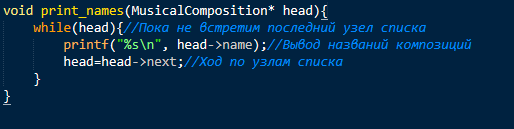 void print_names(MusicalComposition* head){
while(head){//Пока не встретим последний узел списка
printf("%s\n", head->name);//Вывод названий композиций
head=head->next;//Ход по узлам списка
}
}